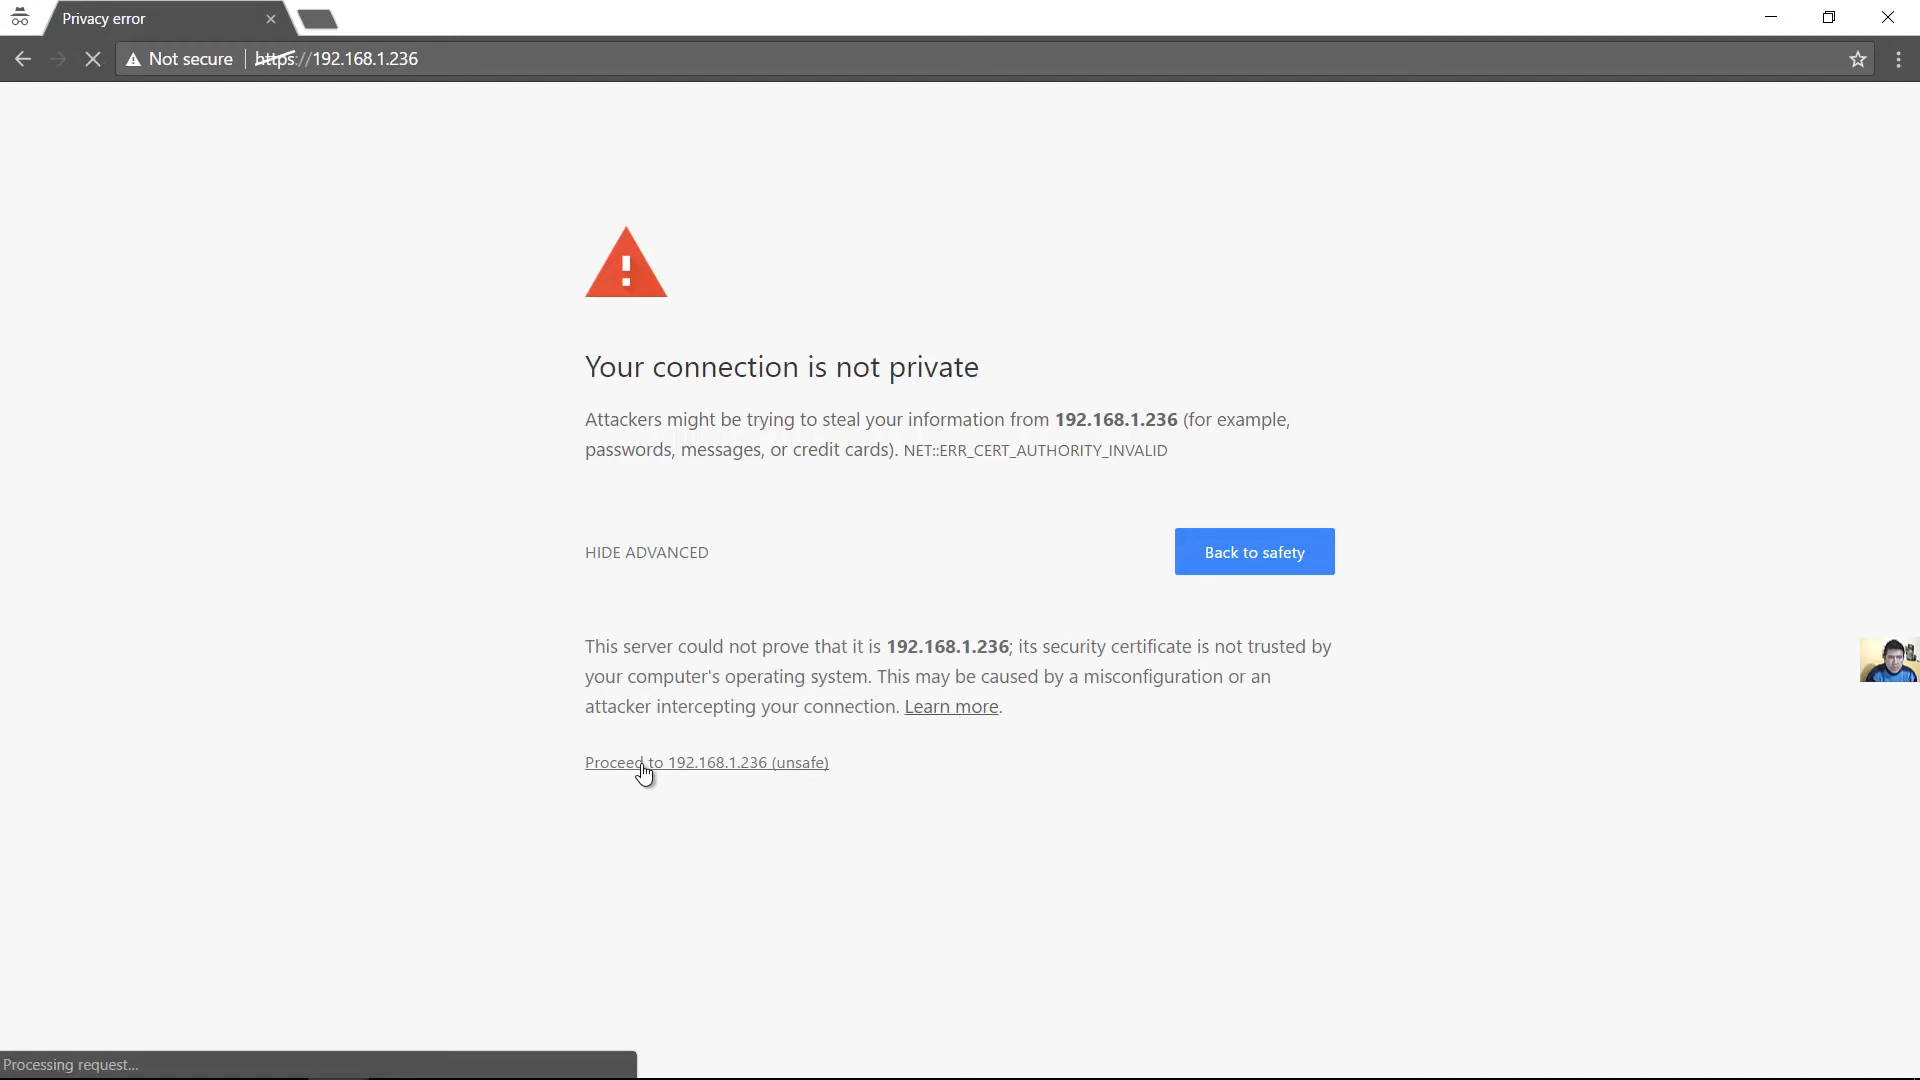 Privacy error
Not secure https://192.168.1.236
Your connection is not private
Attackers might be trying to steal your information from 192.168.1.236 (for example,
passwords, messages, or credit cards). NET::ERR_CERT_AUTHORITY_INVALID
HIDE ADVANCED
Back to safety
This server could not prove that it is 192.168.1.236; its security certificate is not trusted by
your computer's operating system. This may be caused by a misconfiguration or an
attacker intercepting your connection. Learn more.
Proceed to 192.168.1.236 (unsafe)
Processing request...